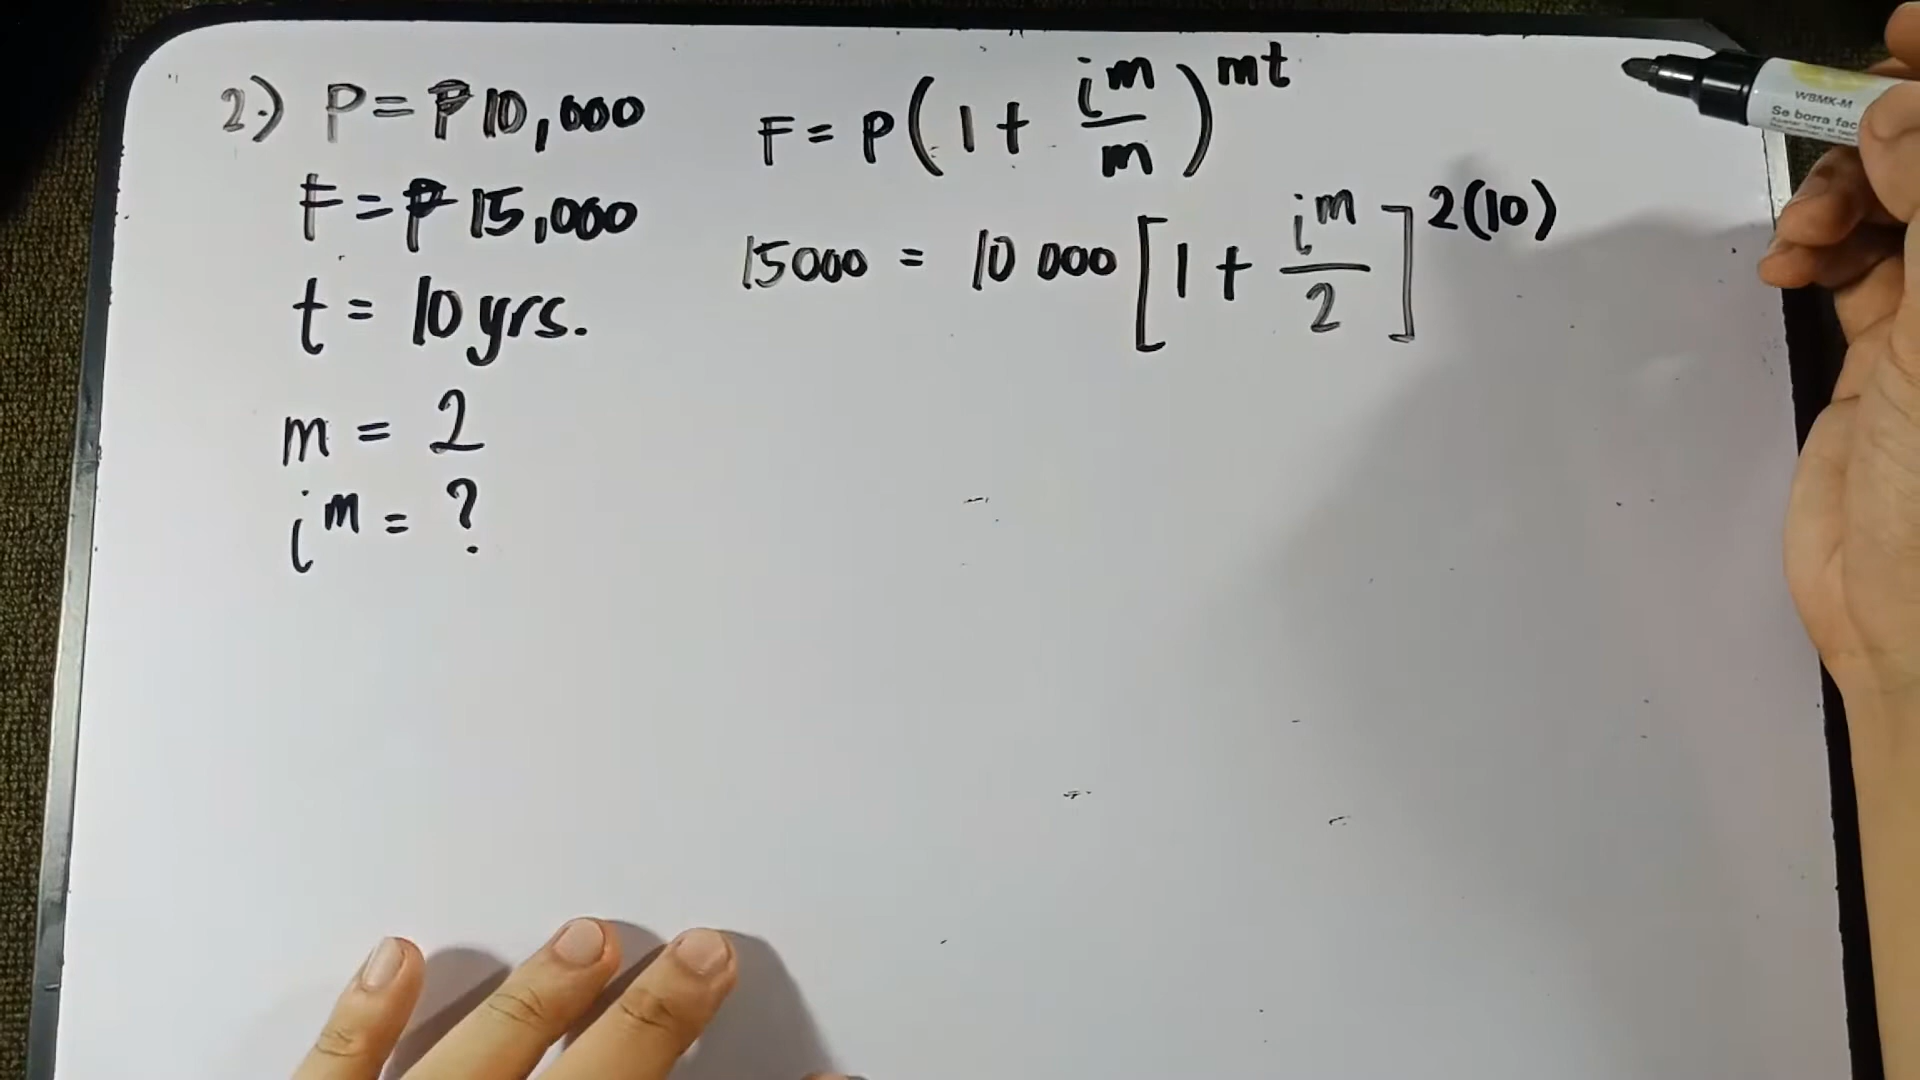 2.) P = ₱10,000
F = ₱15,000
t = 10 yrs.
m = 2
i^m = ?
F = P(1 + i^m/m)^mt
15000 = 10 000[1 + i^m/2]^2(10)
WBMK-M
Se borra fac